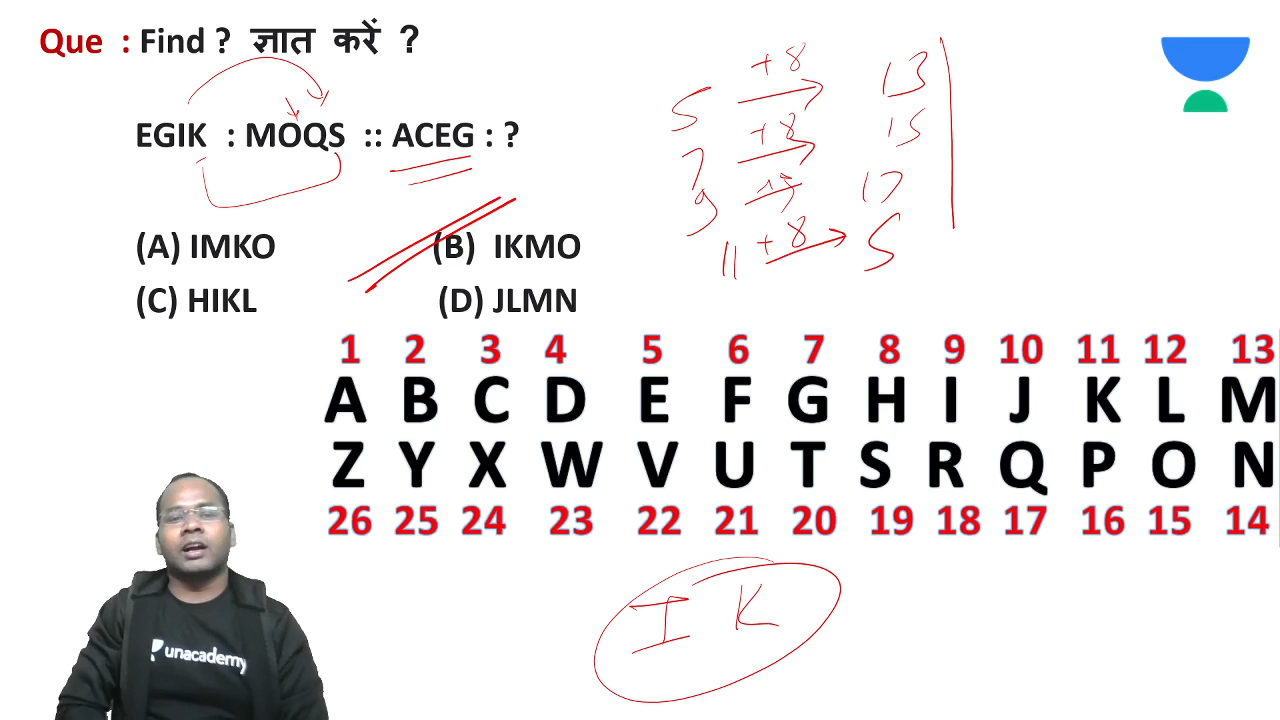 Que : Find ? ज्ञात करें ?
EGIK : MOQS :: ACEG : ?
(A) IMKO
(B) IKMO
(C) HIKL
(D) JLMN
5 +8 13
7 +8 15
9 17
11 +8 S
1 2 3 4 5 6 7 8 9 10 11 12 13
A B C D E F G H I J K L M
Z Y X W V U T S R Q P O N
26 25 24 23 22 21 20 19 18 17 16 15 14
I K
unacademy